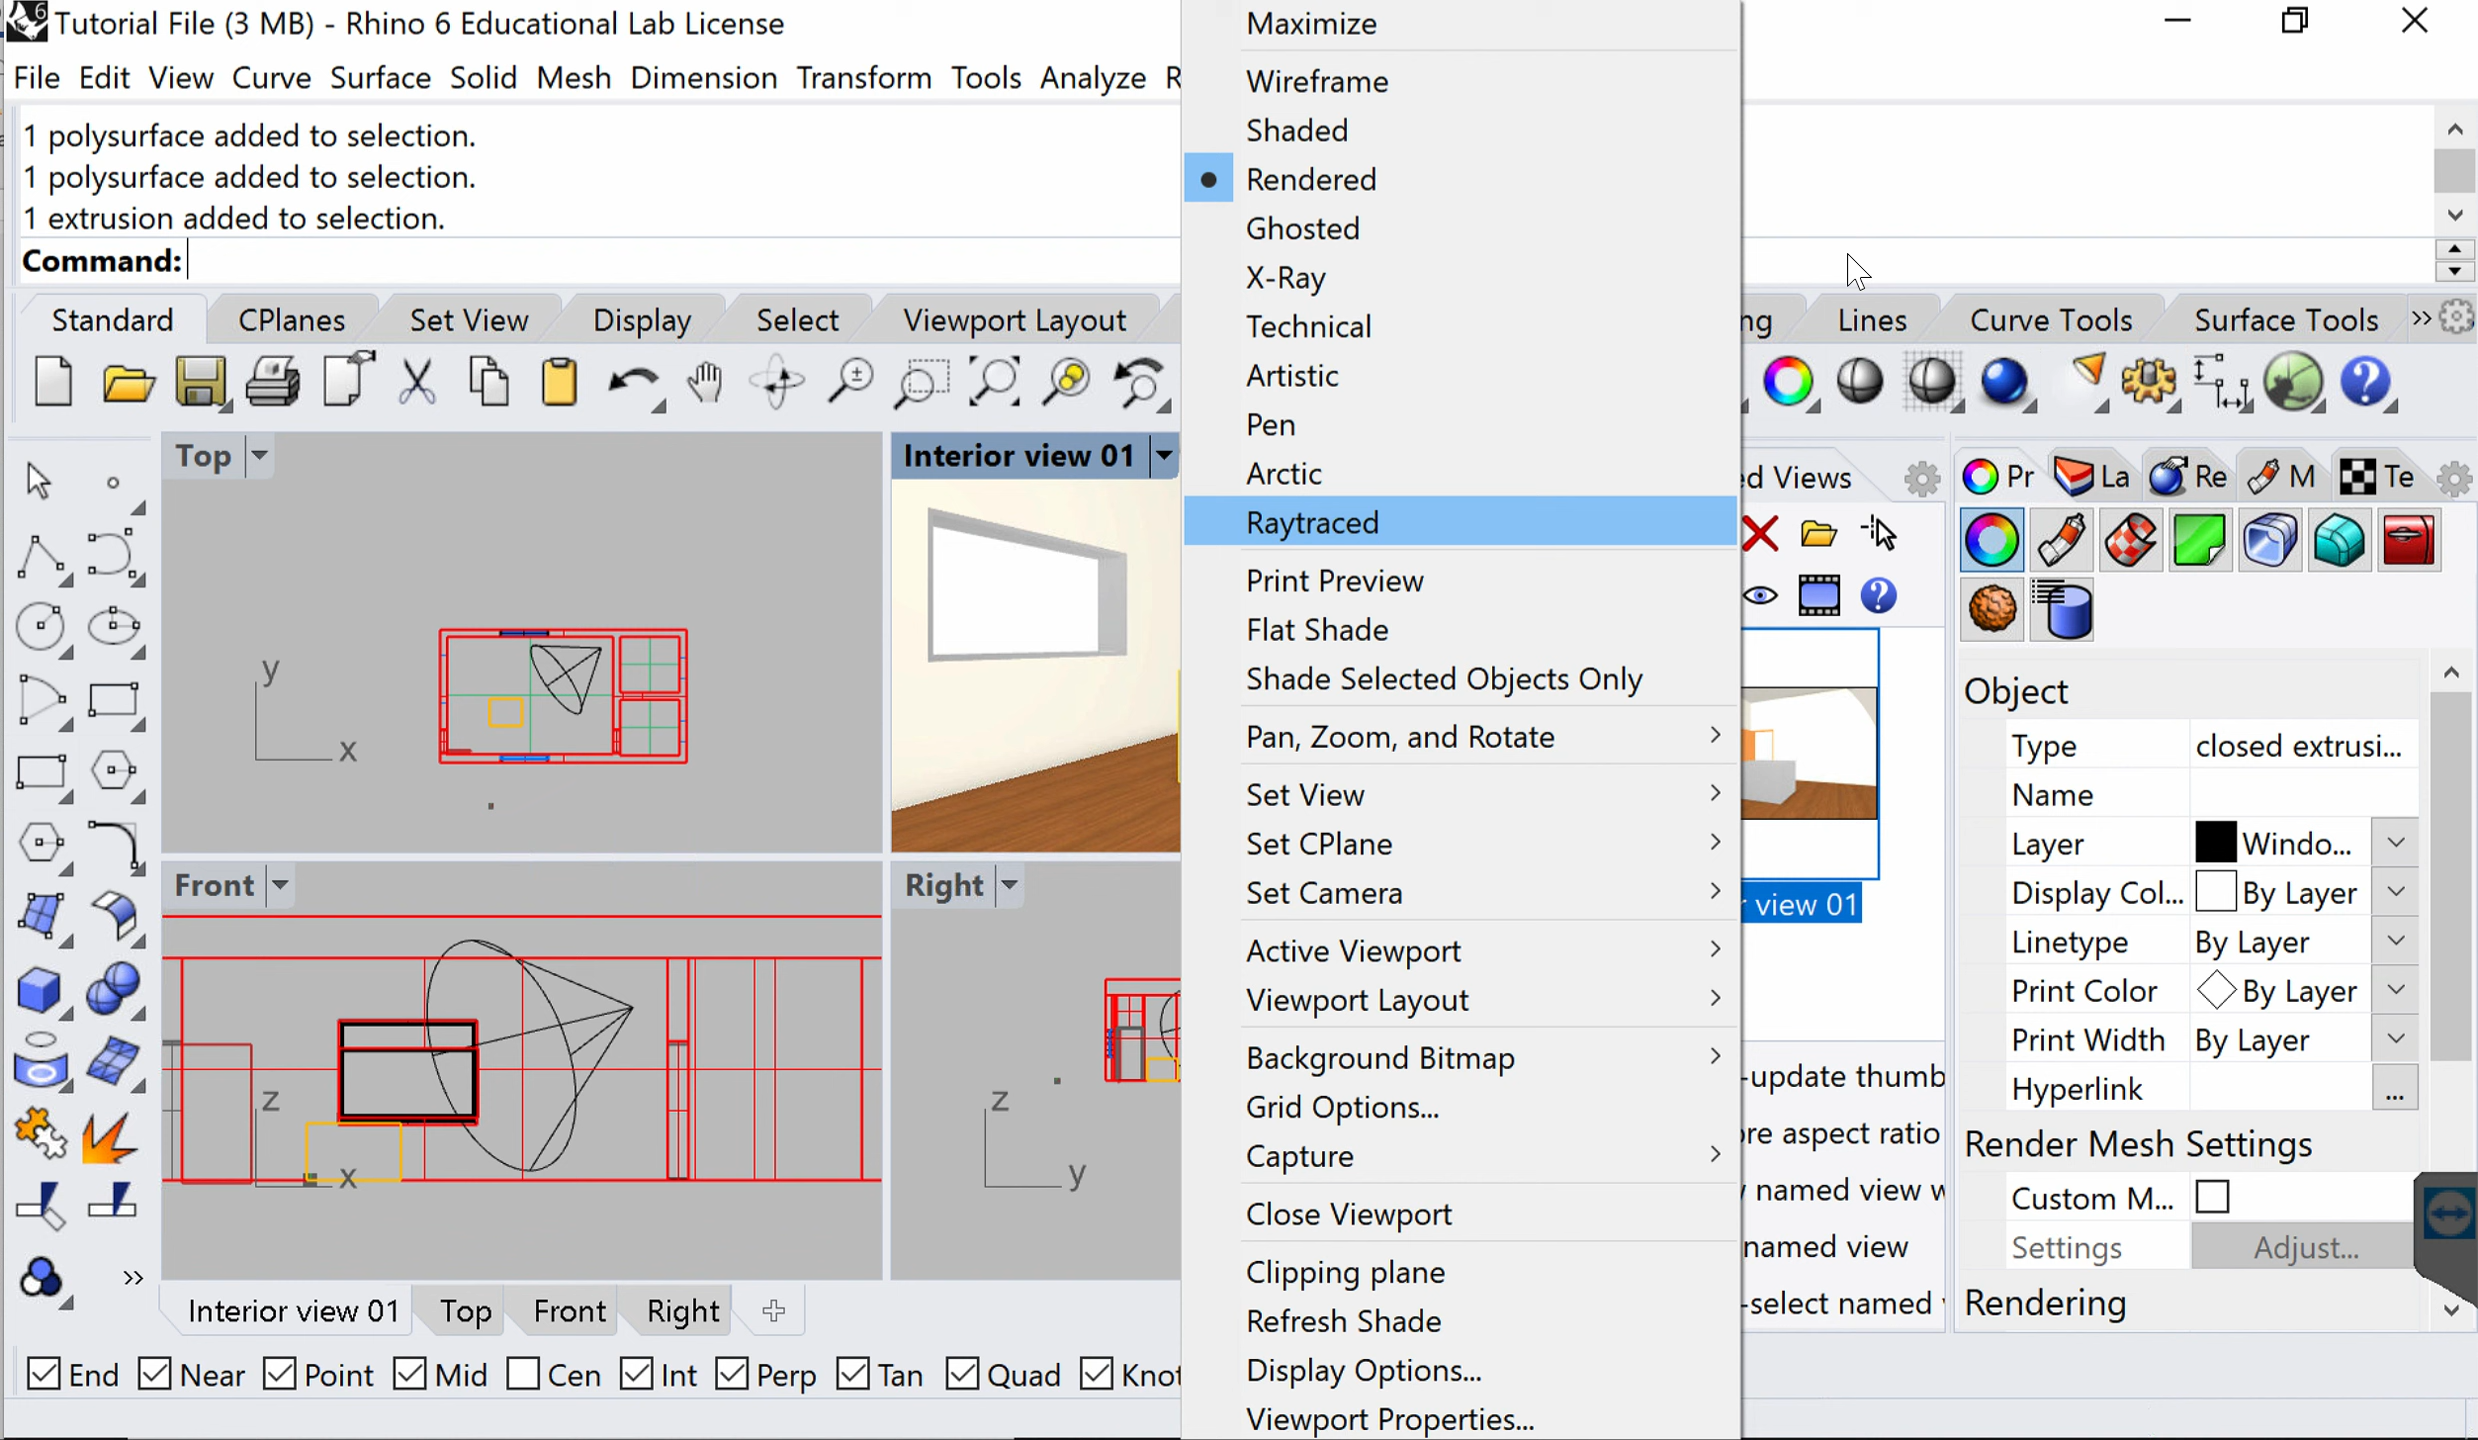 Tutorial File (3 MB) - Rhino 6 Educational Lab License
File Edit View Curve Surface Solid Mesh Dimension Transform Tools Analyze R
1 polysurface added to selection.
1 polysurface added to selection.
1 extrusion added to selection.
Command:
Standard CPlanes Set View Display Select Viewport Layout ng Lines Curve Tools Surface Tools
Top
Interior view 01
Front
Right
y
x
z
x
z
y
Interior view 01 Top Front Right
End Near Point Mid Cen Int Perp Tan Quad Knot
Maximize
Wireframe
Shaded
Rendered
Ghosted
X-Ray
Technical
Artistic
Pen
Arctic
Raytraced
Print Preview
Flat Shade
Shade Selected Objects Only
Pan, Zoom, and Rotate
Set View
Set CPlane
Set Camera
Active Viewport
Viewport Layout
Background Bitmap
Grid Options...
Capture
Close Viewport
Clipping plane
Refresh Shade
Display Options...
Viewport Properties...
ed Views
r view 01
-update thumb
ore aspect ratio
named view w
named view
-select named
Pr La Re M Te
Object
Type closed extrusi...
Name
Layer Windo...
Display Col... By Layer
Linetype By Layer
Print Color By Layer
Print Width By Layer
Hyperlink ...
Render Mesh Settings
Custom M...
Settings Adjust...
Rendering